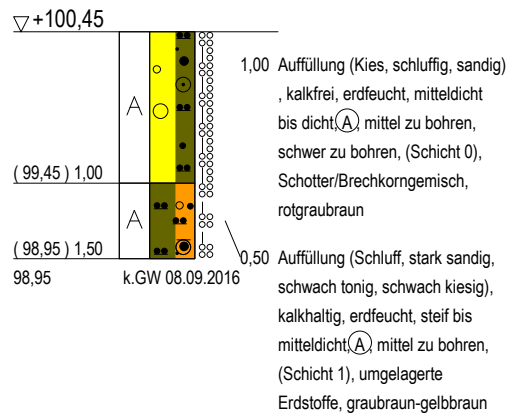 +100,45
1,00 Auffüllung (Kies, schluffig, sandig)
, kalkfrei, erdfeucht, mitteldicht
bis dicht, A, mittel zu bohren,
schwer zu bohren, (Schicht 0),
Schotter/Brechkorngemisch,
rotgraubraun
A
( 99,45 ) 1,00
A
( 98,95 ) 1,50
98,95 k.GW 08.09.2016
0,50 Auffüllung (Schluff, stark sandig,
schwach tonig, schwach kiesig),
kalkhaltig, erdfeucht, steif bis
mitteldicht, A, mittel zu bohren,
(Schicht 1), umgelagerte
Erdstoffe, graubraun-gelbbraun